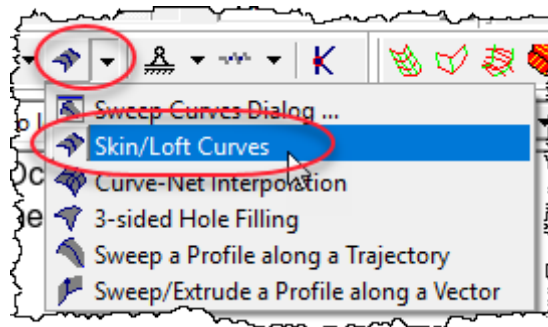 Sweep Curves Dialog ...
Skin/Loft Curves
Curve-Net Interpolation
3-sided Hole Filling
Sweep a Profile along a Trajectory
Sweep/Extrude a Profile along a Vector